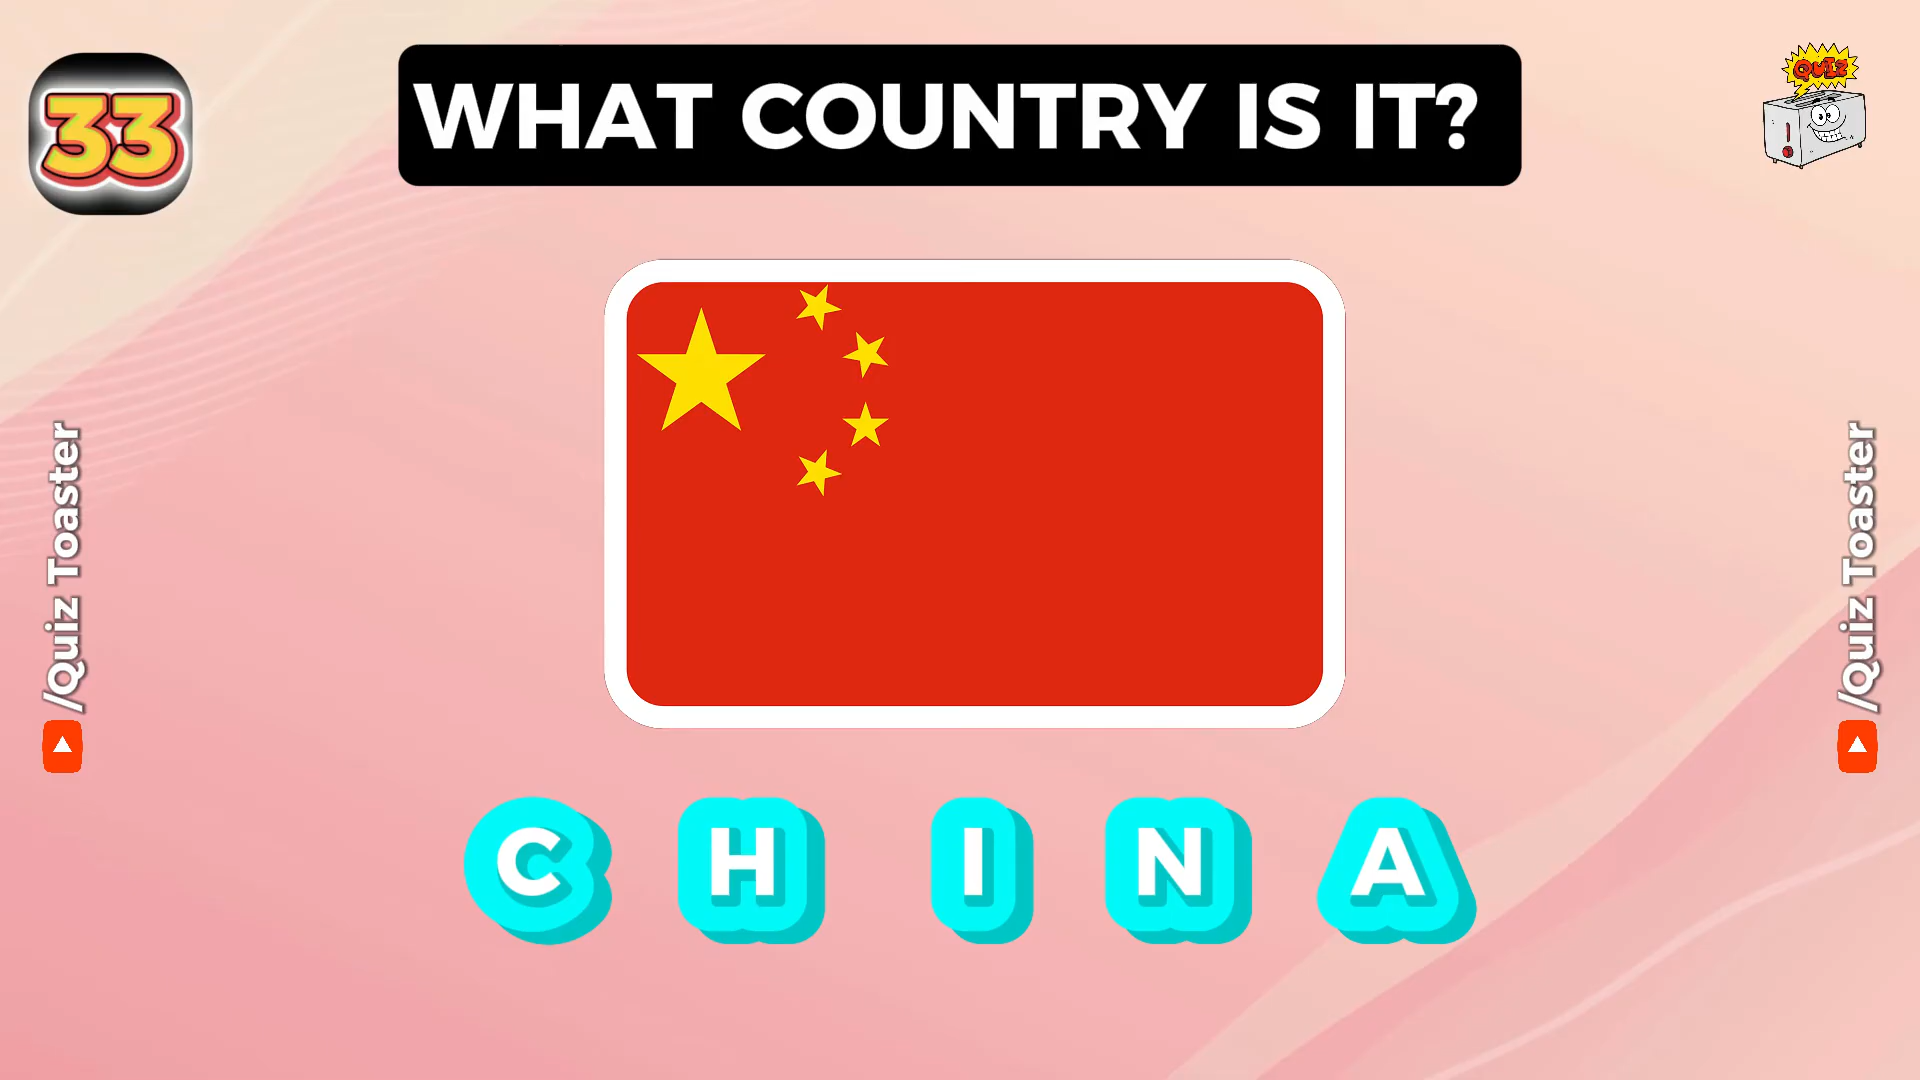 33
WHAT COUNTRY IS IT?
QUIZ
/Quiz Toaster
/Quiz Toaster
C H I N A